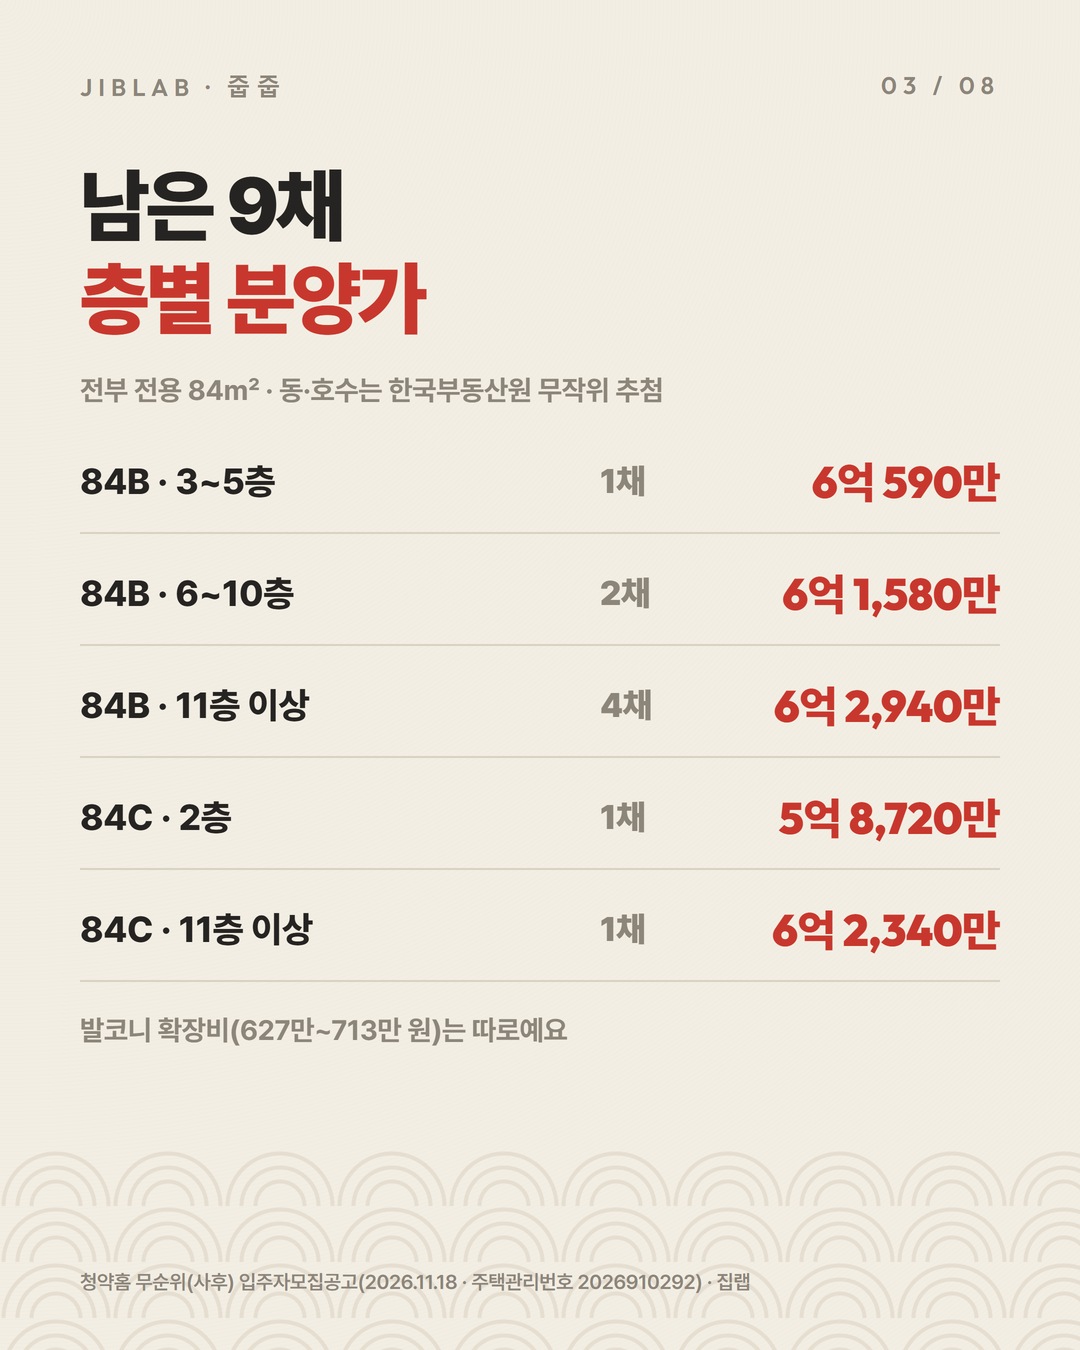 JIBLAB · 줍줍
03 / 08
남은 9채
층별 분양가
전부 전용 84m² · 동·호수는 한국부동산원 무작위 추첨
84B · 3~5층 1채 6억 590만
84B · 6~10층 2채 6억 1,580만
84B · 11층 이상 4채 6억 2,940만
84C · 2층 1채 5억 8,720만
84C · 11층 이상 1채 6억 2,340만
발코니 확장비(627만~713만 원)는 따로예요
청약홈 무순위(사후) 입주자모집공고(2026.11.18 · 주택관리번호 2026910292) · 집랩